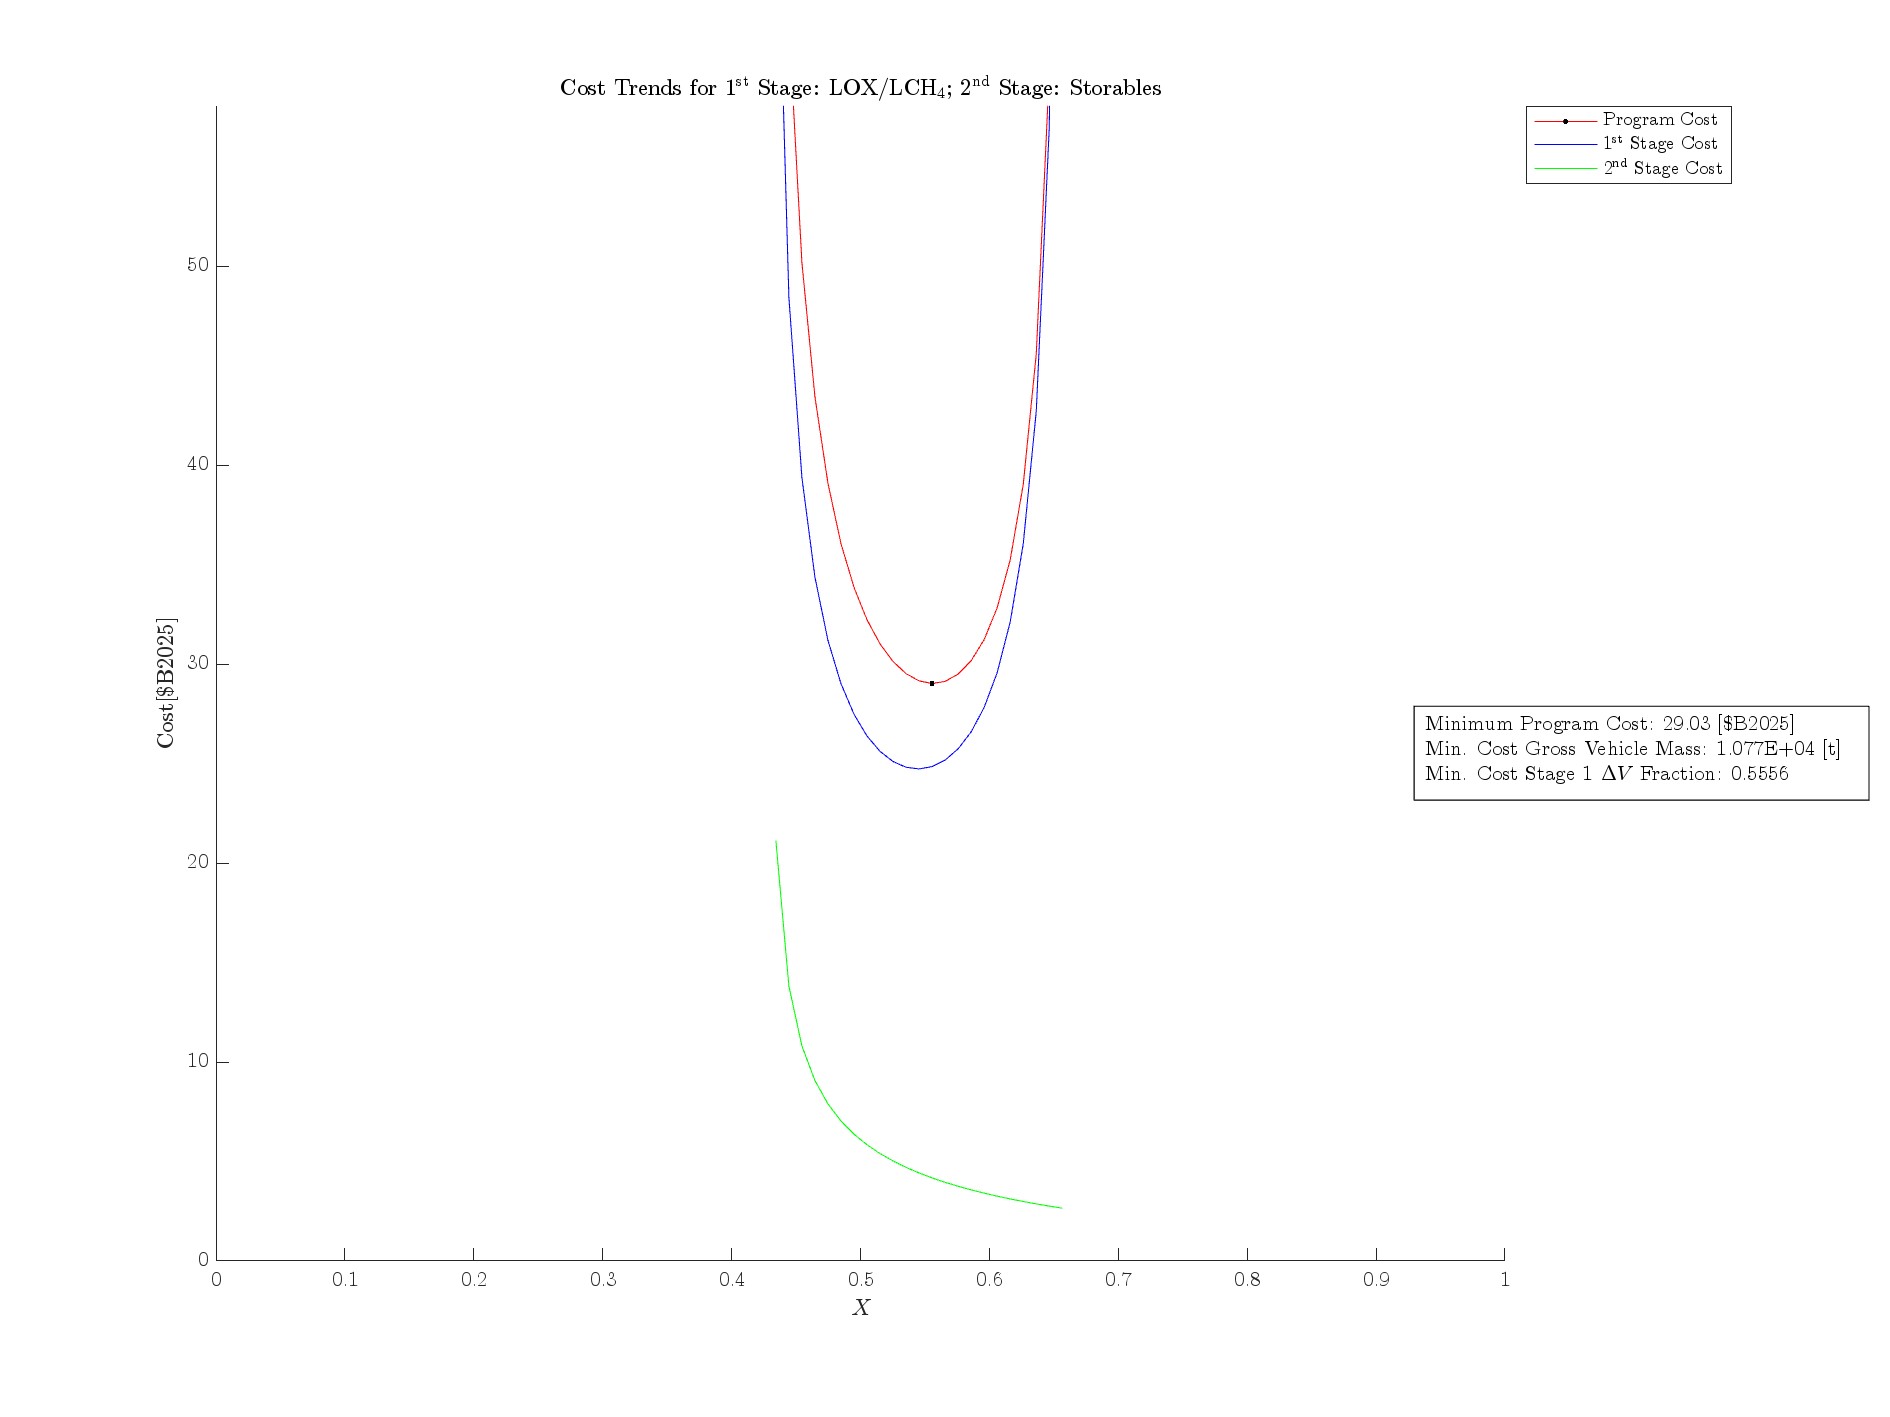 Cost Trends for 1st Stage: LOX/LCH₄; 2nd Stage: Storables
Program Cost
1st Stage Cost
2nd Stage Cost
Cost[$B2025]
50
40
30
20
10
0
Minimum Program Cost: 29.03 [$B2025]
Min. Cost Gross Vehicle Mass: 1.077E+04 [t]
Min. Cost Stage 1 ΔV Fraction: 0.5556
0 0.1 0.2 0.3 0.4 0.5 0.6 0.7 0.8 0.9 1
X